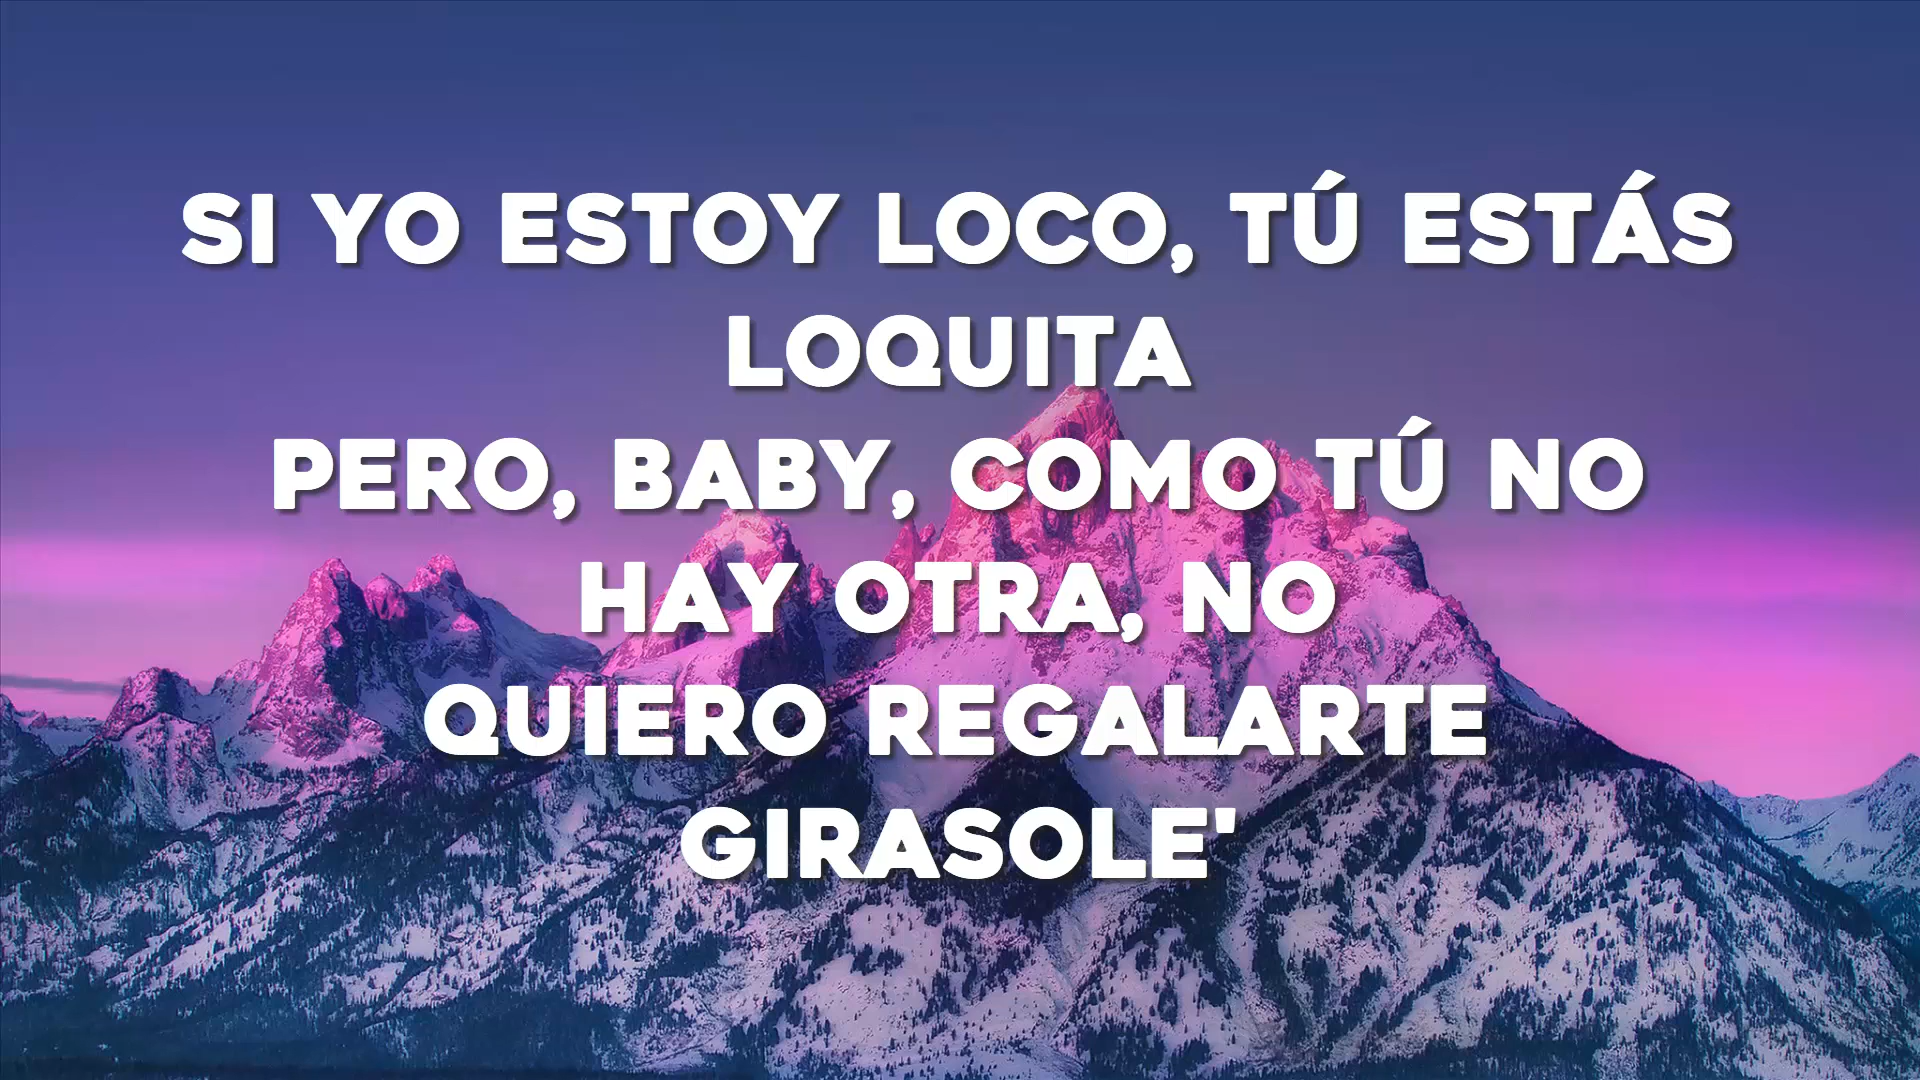 SI YO ESTOY LOCO, TÚ ESTÁS
LOQUITA
PERO, BABY, COMO TÚ NO
HAY OTRA, NO
QUIERO REGALARTE
GIRASOLE'